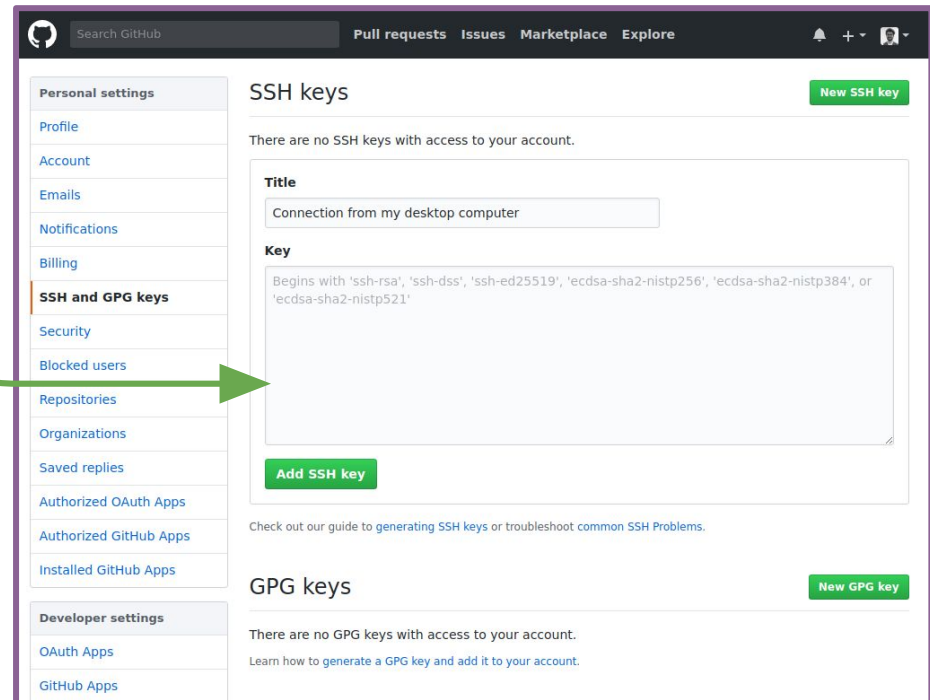 Search GitHub
Pull requests Issues Marketplace Explore
Personal settings
Profile
Account
Emails
Notifications
Billing
SSH and GPG keys
Security
Blocked users
Repositories
Organizations
Saved replies
Authorized OAuth Apps
Authorized GitHub Apps
Installed GitHub Apps
Developer settings
OAuth Apps
GitHub Apps
SSH keys
New SSH key
There are no SSH keys with access to your account.
Title
Connection from my desktop computer
Key
Begins with 'ssh-rsa', 'ssh-dss', 'ssh-ed25519', 'ecdsa-sha2-nistp256', 'ecdsa-sha2-nistp384', or
'ecdsa-sha2-nistp521'
Add SSH key
Check out our guide to generating SSH keys or troubleshoot common SSH Problems.
GPG keys
New GPG key
There are no GPG keys with access to your account.
Learn how to generate a GPG key and add it to your account.